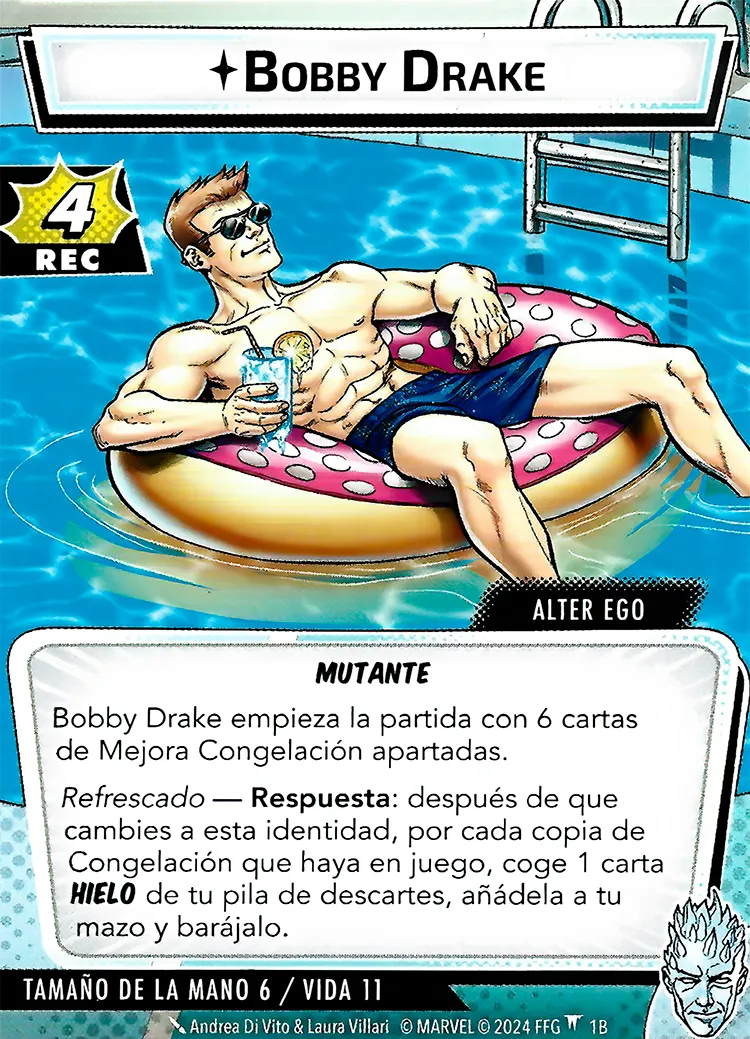 BOBBY DRAKE
4
REC
ALTER EGO
MUTANTE
Bobby Drake empieza la partida con 6 cartas
de Mejora Congelación apartadas.
Refrescado — Respuesta: después de que
cambies a esta identidad, por cada copia de
Congelación que haya en juego, coge 1 carta
HIELO de tu pila de descartes, añádela a tu
mazo y barájalo.
TAMAÑO DE LA MANO 6 / VIDA 11
Andrea Di Vito & Laura Villari © MARVEL © 2024 FFG 1B